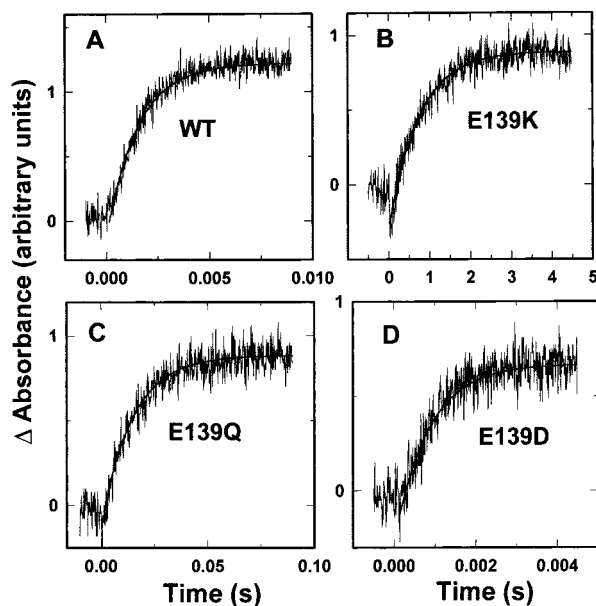 Δ Absorbance (arbitrary units)
A
WT
1
0
0.000 0.005 0.010
B
E139K
1
0
0 1 2 3 4 5
C
E139Q
1
0
0.00 0.05 0.10
Time (s)
D
E139D
1
0
0.000 0.002 0.004
Time (s)